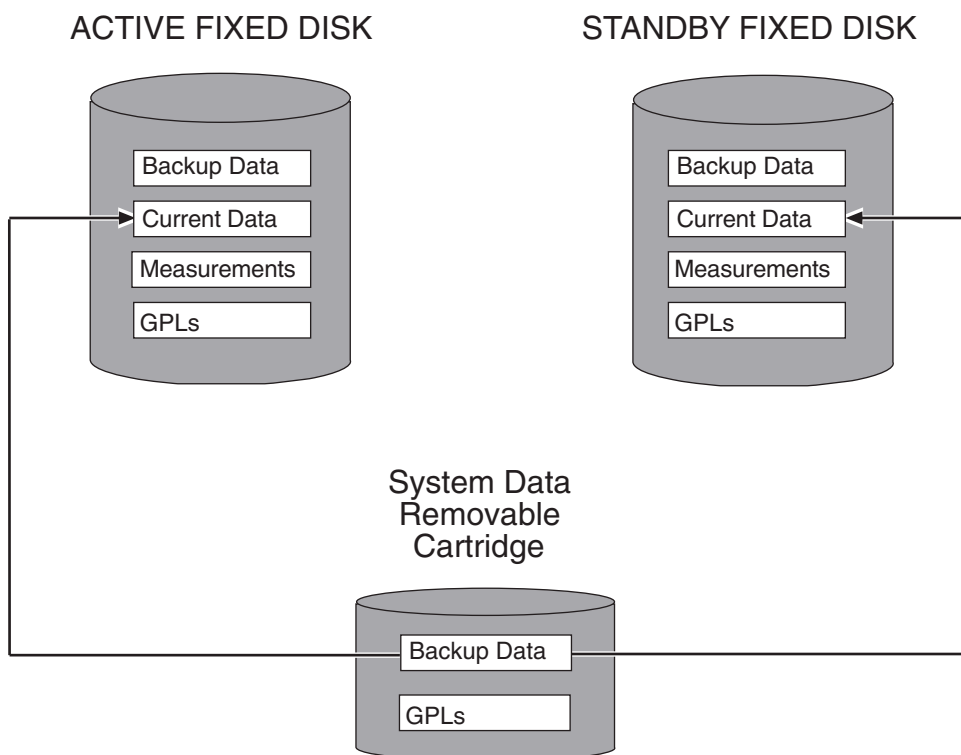 ACTIVE FIXED DISK
STANDBY FIXED DISK
Backup Data
Current Data
Measurements
GPLs
Backup Data
Current Data
Measurements
GPLs
System Data
Removable
Cartridge
Backup Data
GPLs